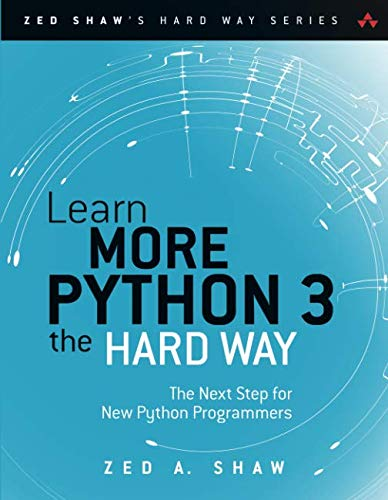 ZED SHAW'S HARD WAY SERIES
Learn
MORE
PYTHON 3
the HARD WAY
The Next Step for
New Python Programmers
ZED A. SHAW